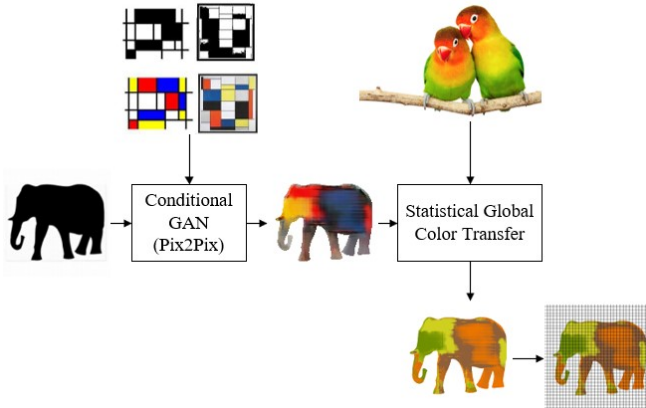 Conditional
GAN
(Pix2Pix)
Statistical Global
Color Transfer